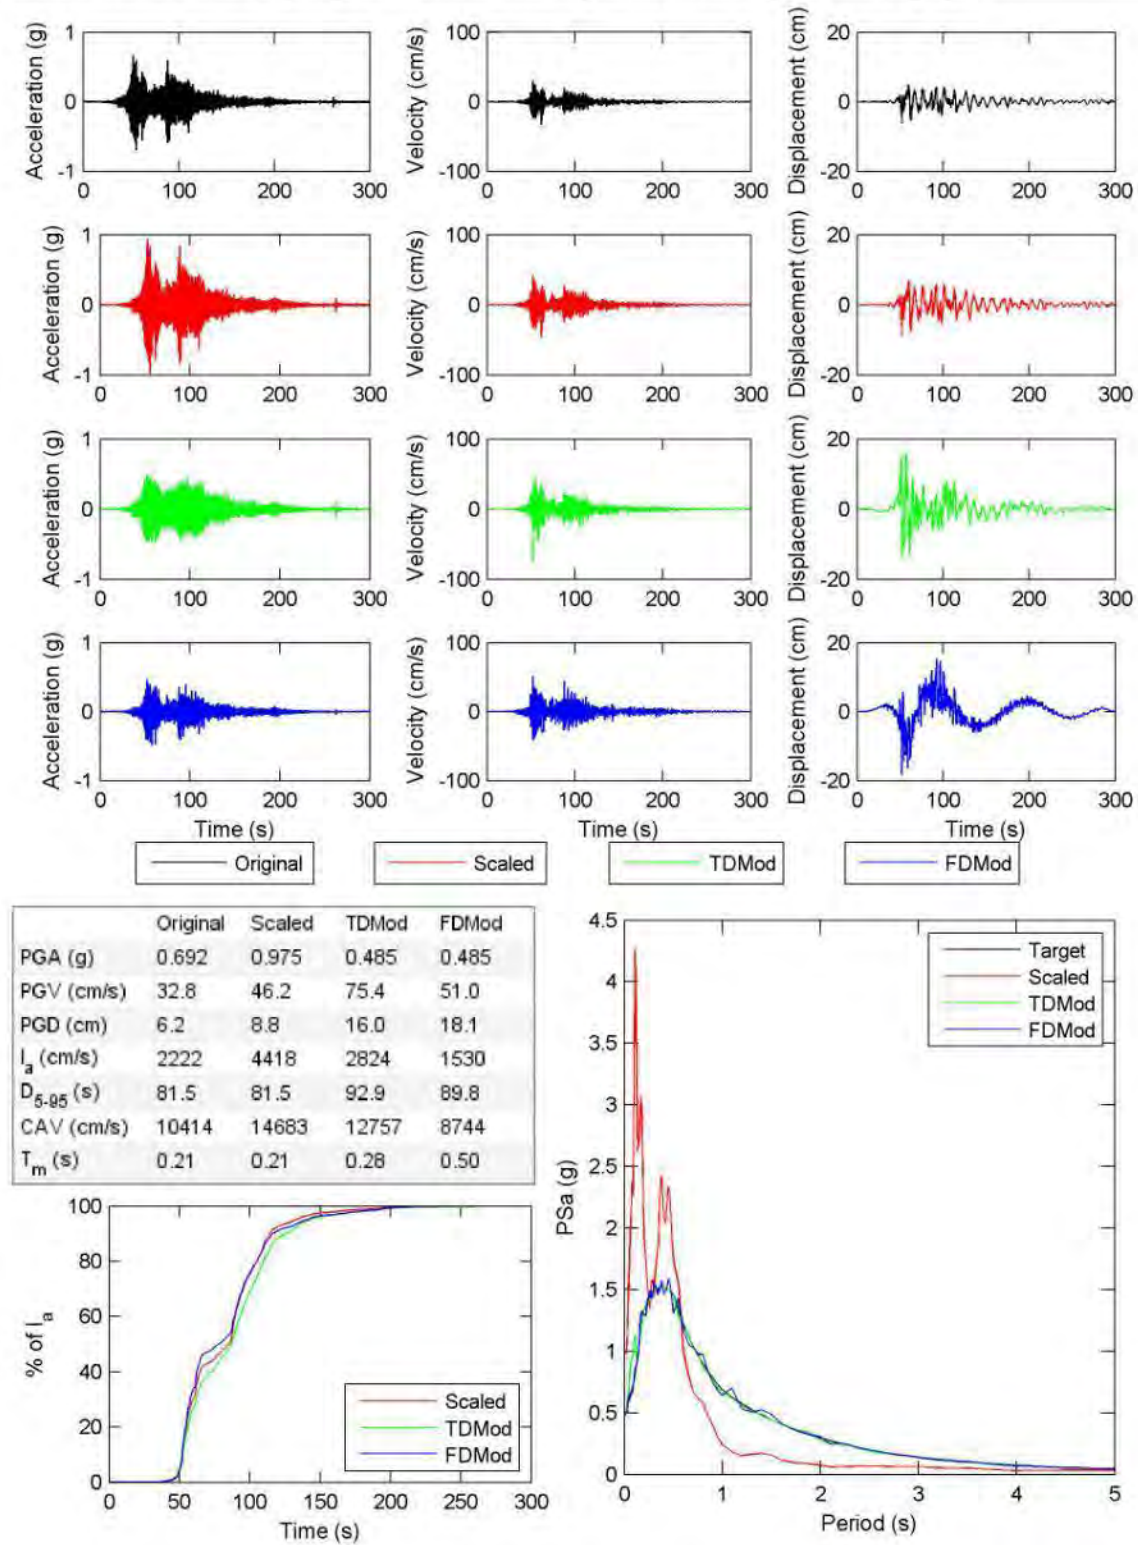 Acceleration (g)
1
0
-1
0 100 200 300
Velocity (cm/s)
100
0
-100
0 100 200 300
Displacement (cm)
20
0
-20
0 100 200 300
Acceleration (g)
1
0
-1
0 100 200 300
Velocity (cm/s)
100
0
-100
0 100 200 300
Displacement (cm)
20
0
-20
0 100 200 300
Acceleration (g)
1
0
-1
0 100 200 300
Velocity (cm/s)
100
0
-100
0 100 200 300
Displacement (cm)
20
0
-20
0 100 200 300
Acceleration (g)
1
0
-1
0 100 200 300
Time (s)
Velocity (cm/s)
100
0
-100
0 100 200 300
Time (s)
Displacement (cm)
20
0
-20
0 100 200 300
Time (s)
Original Scaled TDMod FDMod
Original Scaled TDMod FDMod
PGA (g) 0.692 0.975 0.485 0.485
PGV (cm/s) 32.8 46.2 75.4 51.0
PGD (cm) 6.2 8.8 16.0 18.1
Ia (cm/s) 2222 4418 2824 1530
D5-95 (s) 81.5 81.5 92.9 89.8
CAV (cm/s) 10414 14683 12757 8744
Tm (s) 0.21 0.21 0.28 0.50
% of Ia
100
80
60
40
20
0
0 50 100 150 200 250 300
Time (s)
Scaled
TDMod
FDMod
PSa (g)
4.5
4
3.5
3
2.5
2
1.5
1
0.5
0
0 1 2 3 4 5
Period (s)
Target
Scaled
TDMod
FDMod